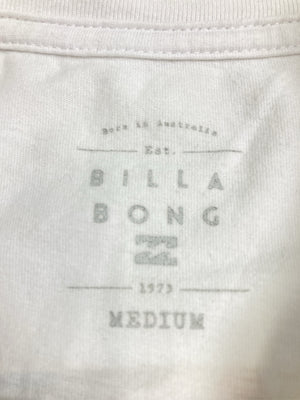 Born in Australia
Est.
BILLA
BONG
1973
MEDIUM